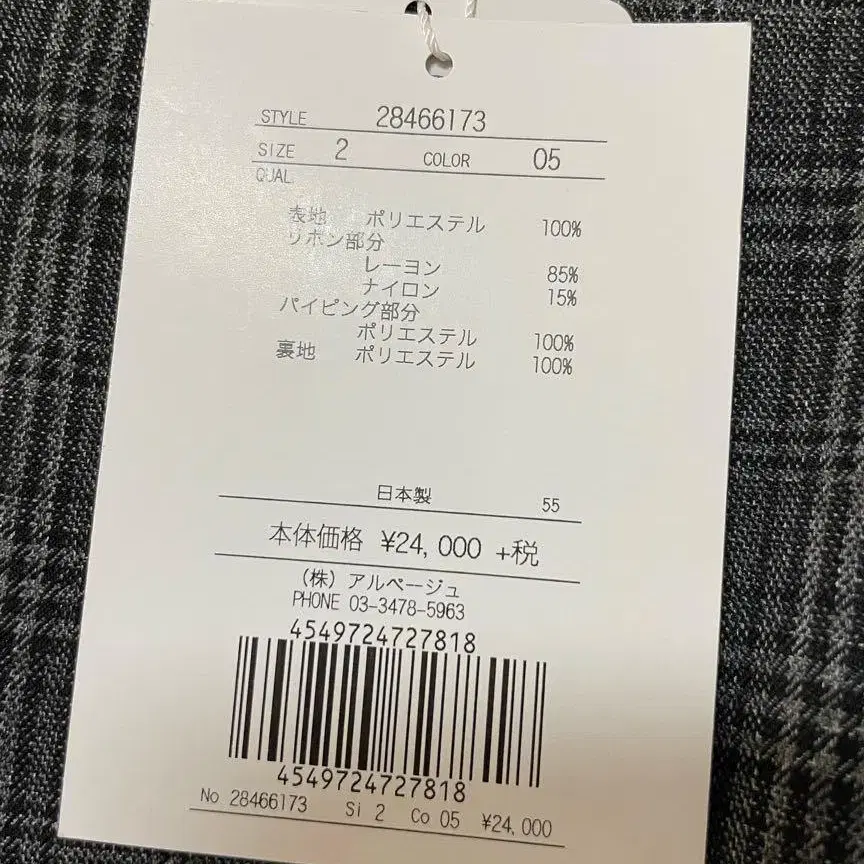 STYLE 28466173
SIZE 2 COLOR 05
QUAL
表地 ポリエステル 100%
リボン部分
レーヨン 85%
ナイロン 15%
パイピング部分
ポリエステル 100%
裏地 ポリエステル 100%
日本製 55
本体価格 ¥24,000 +税
(株) アルページュ
PHONE 03-3478-5963
4549724727818
4549724727818
No 28466173 Si 2 Co 05 ¥24,000